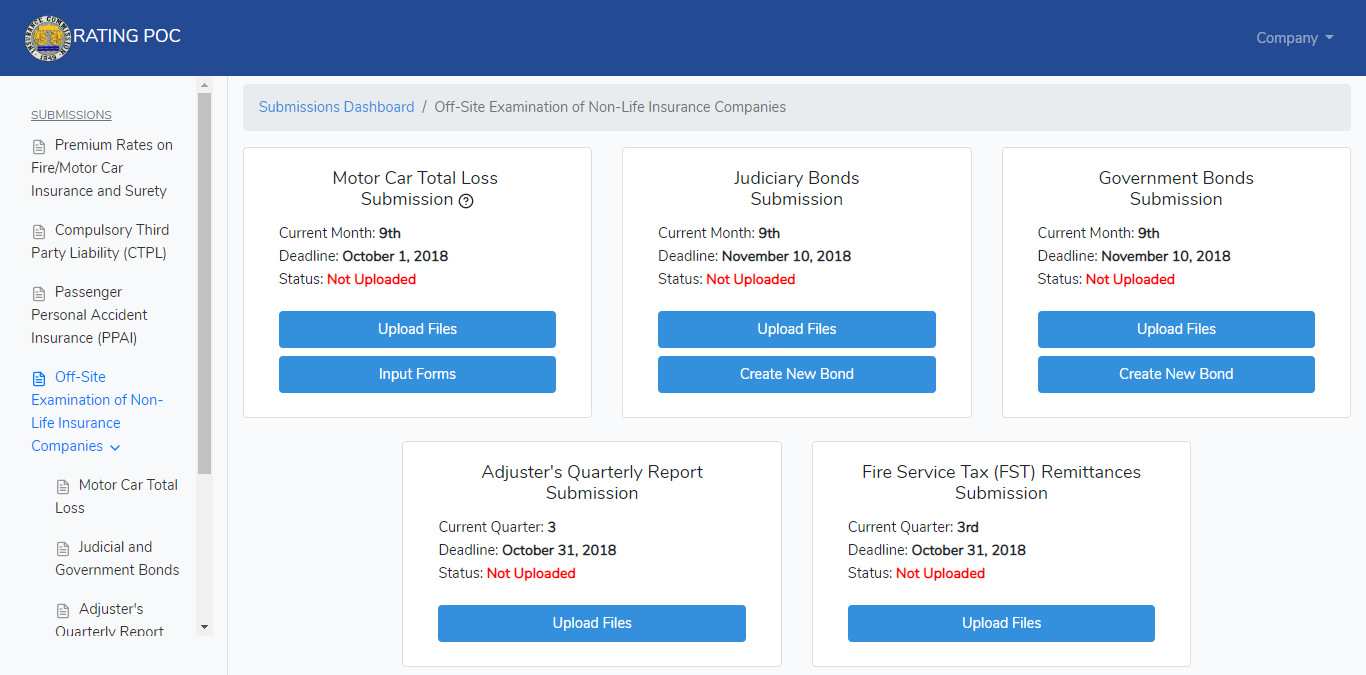 INSURANCE COMMISSION
1949
RATING POC
Company
SUBMISSIONS
Premium Rates on
Fire/Motor Car
Insurance and Surety
Compulsory Third
Party Liability (CTPL)
Passenger
Personal Accident
Insurance (PPAI)
Off-Site
Examination of Non-
Life Insurance
Companies
Motor Car Total
Loss
Judicial and
Government Bonds
Adjuster's
Quarterly Report
Submissions Dashboard / Off-Site Examination of Non-Life Insurance Companies
Motor Car Total Loss
Submission ?
Current Month: 9th
Deadline: October 1, 2018
Status: Not Uploaded
Upload Files
Input Forms
Judiciary Bonds
Submission
Current Month: 9th
Deadline: November 10, 2018
Status: Not Uploaded
Upload Files
Create New Bond
Government Bonds
Submission
Current Month: 9th
Deadline: November 10, 2018
Status: Not Uploaded
Upload Files
Create New Bond
Adjuster's Quarterly Report
Submission
Current Quarter: 3
Deadline: October 31, 2018
Status: Not Uploaded
Upload Files
Fire Service Tax (FST) Remittances
Submission
Current Quarter: 3rd
Deadline: October 31, 2018
Status: Not Uploaded
Upload Files